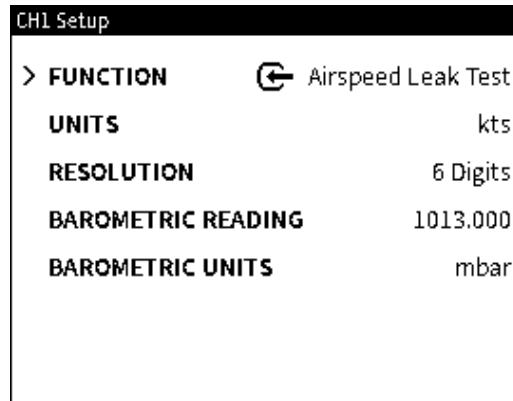 CH1 Setup
> FUNCTION Airspeed Leak Test
UNITS kts
RESOLUTION 6 Digits
BAROMETRIC READING 1013.000
BAROMETRIC UNITS mbar